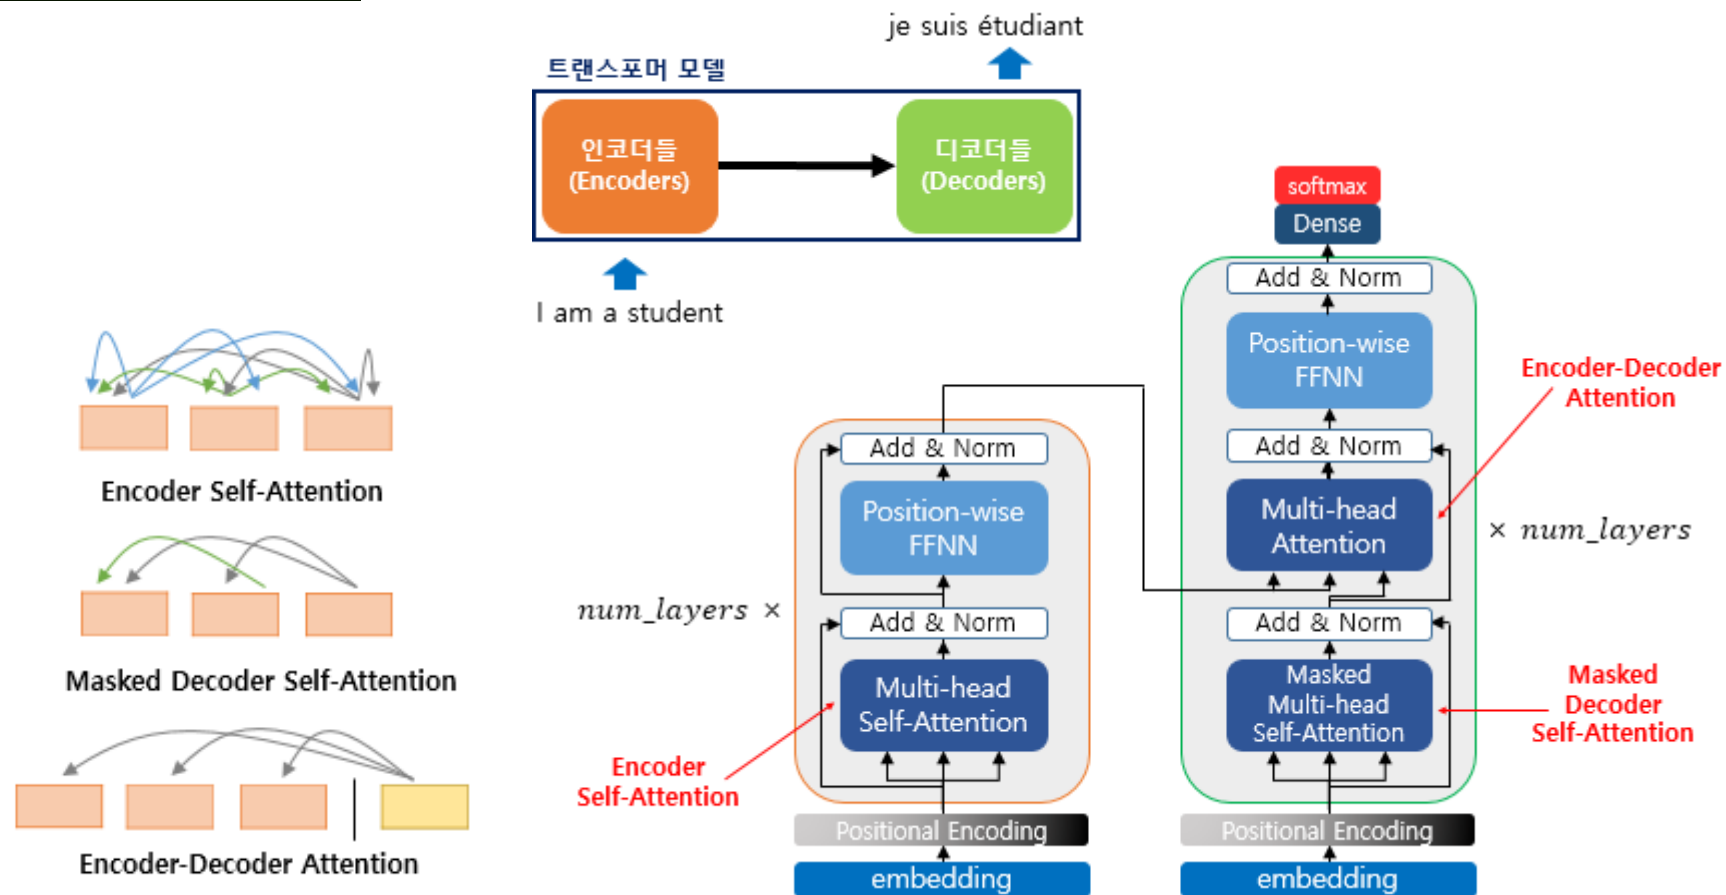 je suis étudiant
트랜스포머 모델
인코더들
(Encoders)
디코더들
(Decoders)
I am a student
Encoder Self-Attention
Masked Decoder Self-Attention
Encoder-Decoder Attention
num_layers ×
Add & Norm
Position-wise
FFNN
Add & Norm
Multi-head
Self-Attention
Encoder
Self-Attention
Positional Encoding
embedding
softmax
Dense
Add & Norm
Position-wise
FFNN
Add & Norm
Multi-head
Attention
Add & Norm
Masked
Multi-head
Self-Attention
Positional Encoding
embedding
Encoder-Decoder
Attention
× num_layers
Masked
Decoder
Self-Attention